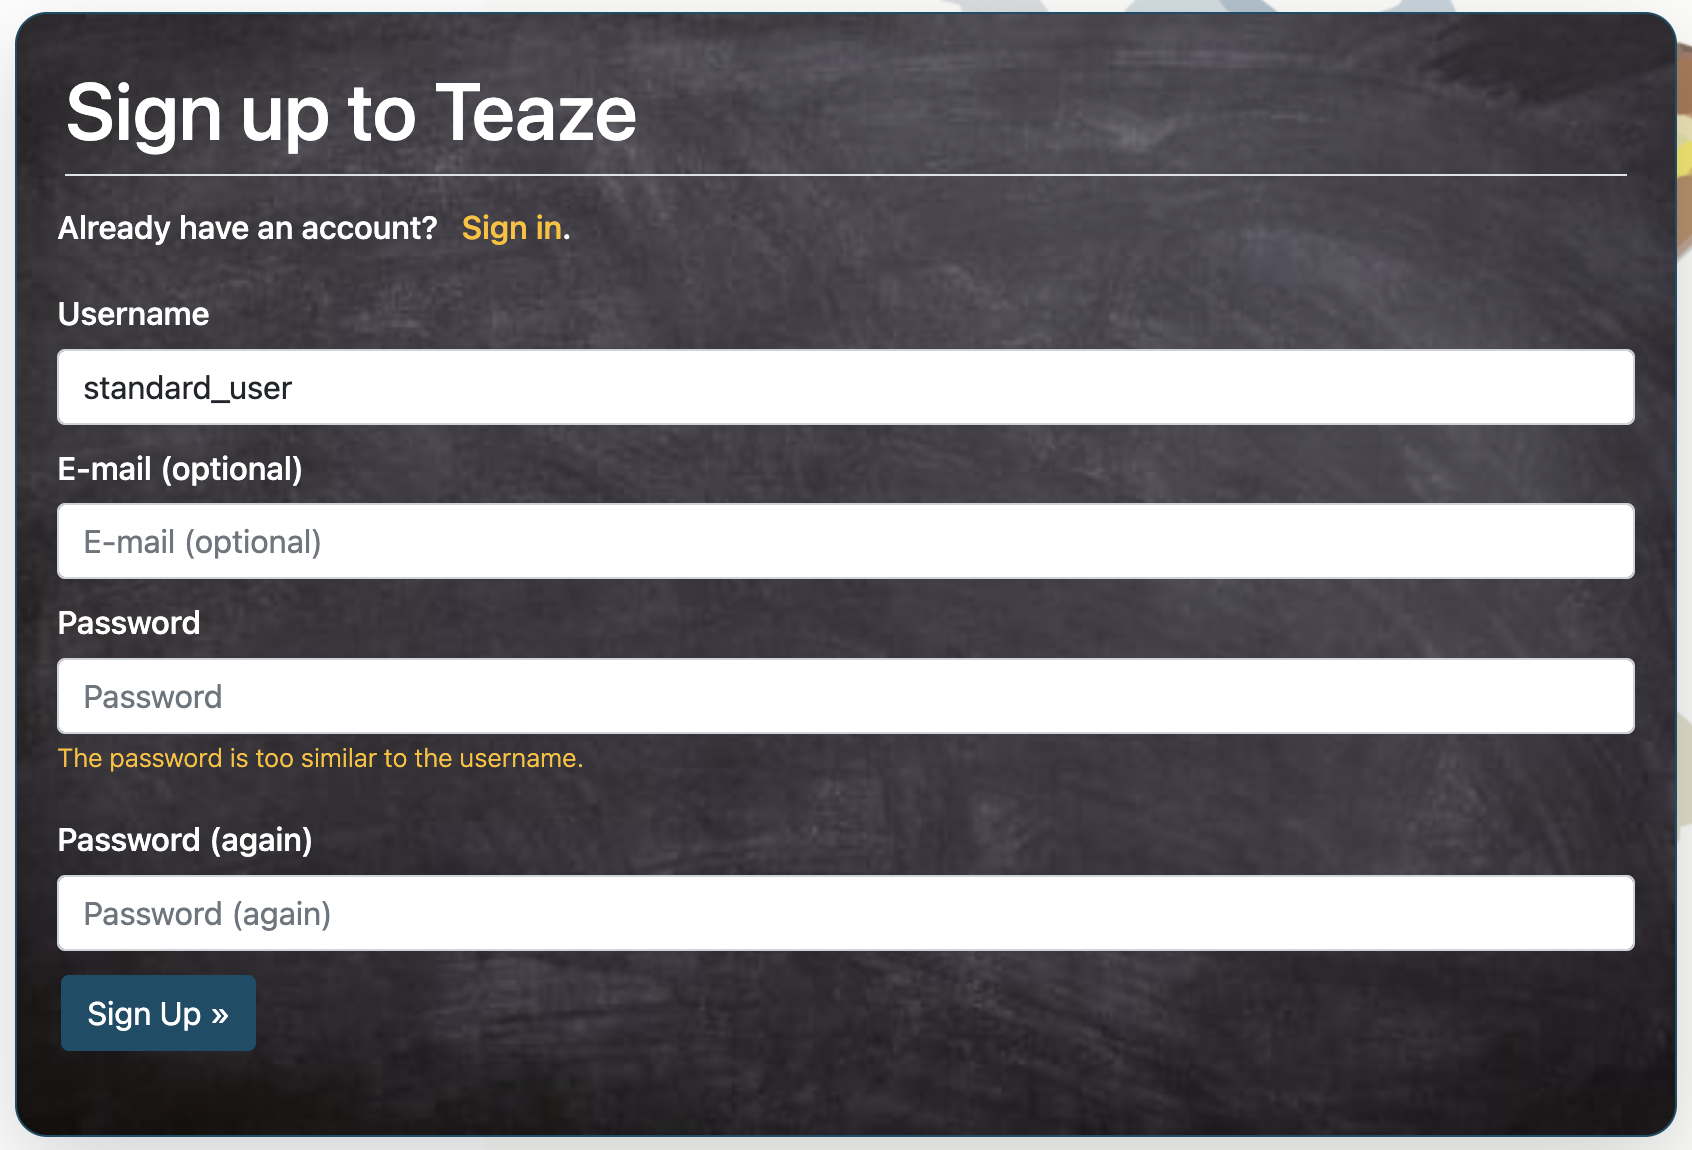 Sign up to Teaze
Already have an account? Sign in.
Username
standard_user
E-mail (optional)
E-mail (optional)
Password
Password
The password is too similar to the username.
Password (again)
Password (again)
Sign Up »